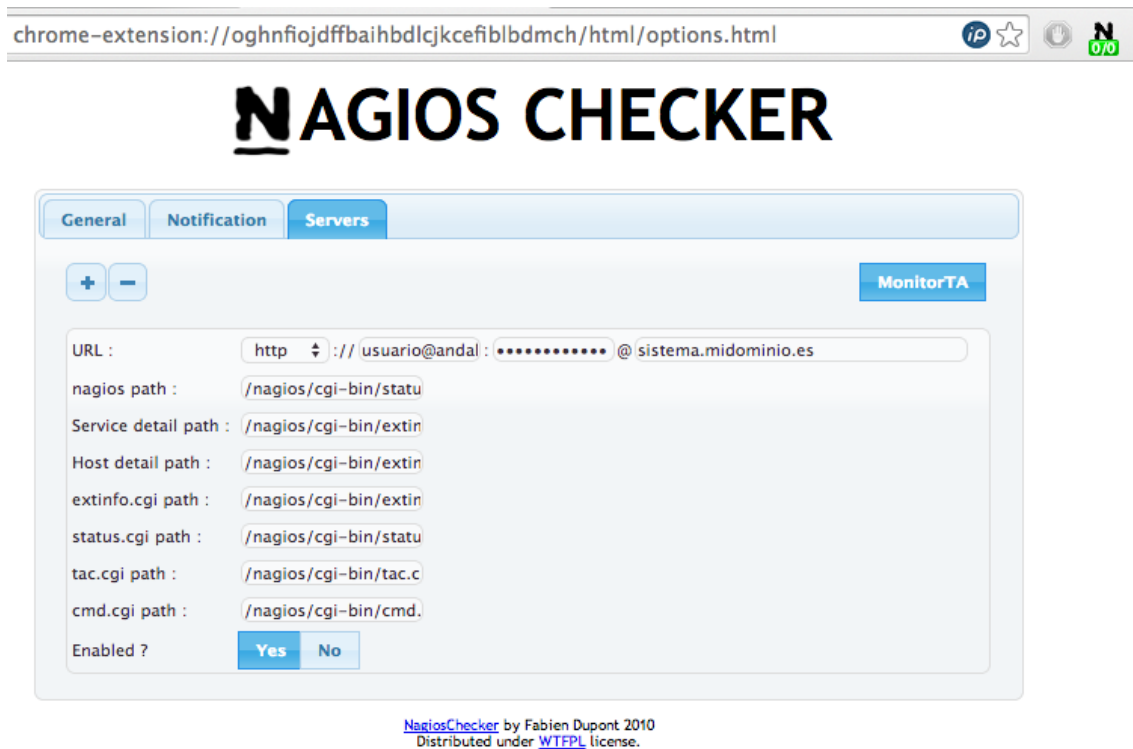 chrome-extension://oghnfiojdffbaihbdlcjkcefiblbdmch/html/options.html
ip
N
0/0
NAGIOS CHECKER
General Notification Servers
+ − MonitorTA
URL : http :// usuario@andal : •••••••••••• @ sistema.midominio.es
nagios path : /nagios/cgi-bin/statu
Service detail path : /nagios/cgi-bin/extin
Host detail path : /nagios/cgi-bin/extin
extinfo.cgi path : /nagios/cgi-bin/extin
status.cgi path : /nagios/cgi-bin/statu
tac.cgi path : /nagios/cgi-bin/tac.c
cmd.cgi path : /nagios/cgi-bin/cmd.
Enabled ? Yes No
NagiosChecker by Fabien Dupont 2010
Distributed under WTFPL license.